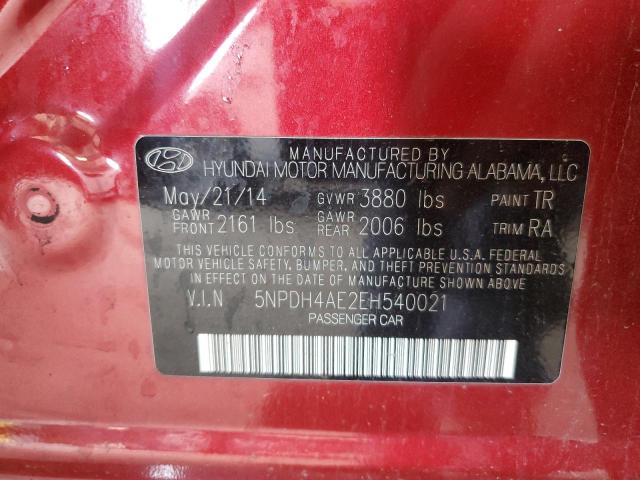 MANUFACTURED BY
HYUNDAI MOTOR MANUFACTURING ALABAMA, LLC
May/21/14 GVWR 3880 lbs PAINT TR
GAWR FRONT 2161 lbs GAWR REAR 2006 lbs TRIM RA
THIS VEHICLE CONFORMS TO ALL APPLICABLE U.S.A. FEDERAL
MOTOR VEHICLE SAFETY, BUMPER, AND THEFT PREVENTION STANDARDS
IN EFFECT ON THE DATE OF MANUFACTURE SHOWN ABOVE.
V.I.N 5NPDH4AE2EH540021
PASSENGER CAR